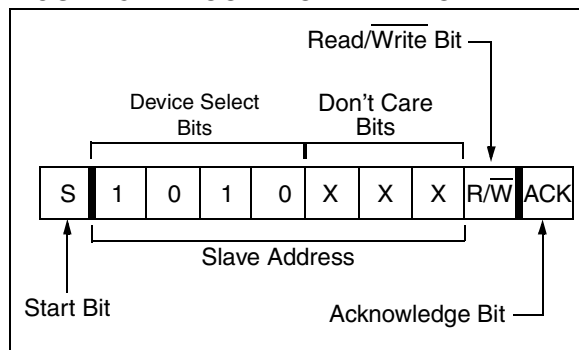 Read/Write Bit
Device Select
Bits
Don't Care
Bits
S 1 0 1 0 X X X R/W ACK
Slave Address
Start Bit
Acknowledge Bit